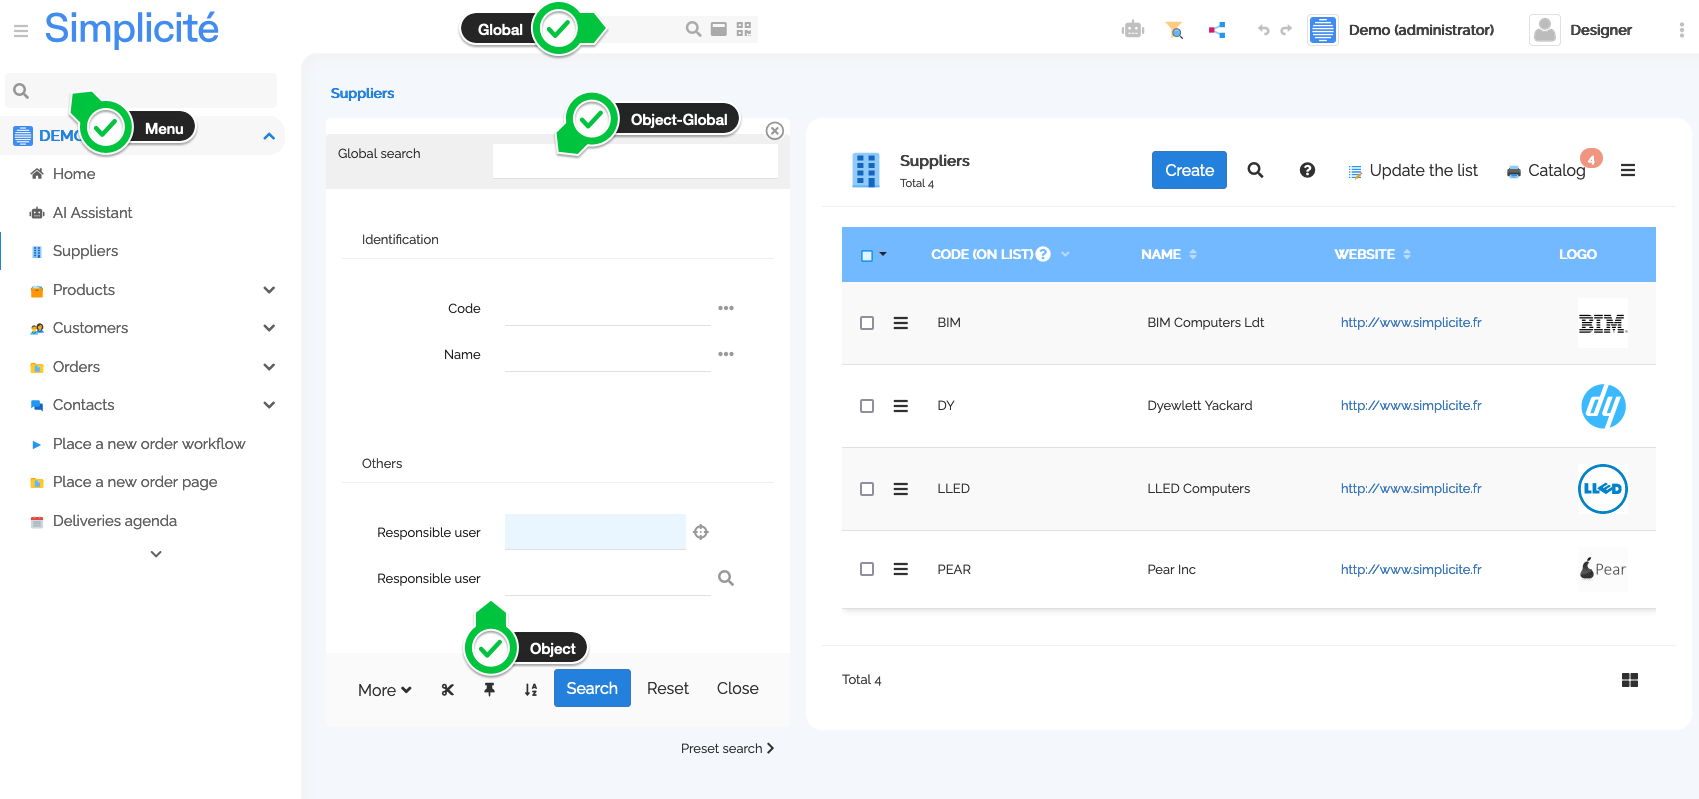 Simplicité
Global
Demo (administrator)
Designer
Menu
DEMO
Home
AI Assistant
Suppliers
Products
Customers
Orders
Contacts
Place a new order workflow
Place a new order page
Deliveries agenda
Suppliers
Object-Global
Global search
Identification
Code
Name
Others
Responsible user
Responsible user
Object
More
Search
Reset
Close
Preset search
Suppliers
Total 4
Create
Update the list
Catalog
4
CODE (ON LIST)
NAME
WEBSITE
LOGO
BIM
BIM Computers Ldt
http://www.simplicite.fr
BIM
DY
Dyewlett Yackard
http://www.simplicite.fr
dy
LLED
LLED Computers
http://www.simplicite.fr
LLED
PEAR
Pear Inc
http://www.simplicite.fr
Pear
Total 4